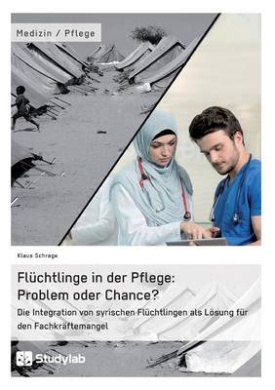 Medizin / Pflege
Klaus Schrage
Flüchtlinge in der Pflege:
Problem oder Chance?
Die Integration von syrischen Flüchtlingen als Lösung für
den Fachkräftemangel
Studylab